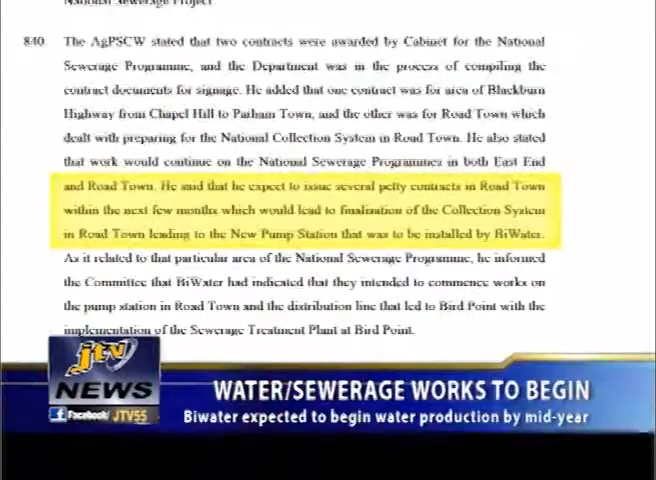 National Sewerage Project
840. The AgPSCW stated that two contracts were awarded by Cabinet for the National
Sewerage Programme, and the Department was in the process of compiling the
contract documents for signage. He added that one contract was for area of Blackburn
Highway from Chapel Hill to Parham Town, and the other was for Road Town which
dealt with preparing for the National Collection System in Road Town. He also stated
that work would continue on the National Sewerage Programmes in both East End
and Road Town. He said that he expect to issue several petty contracts in Road Town
within the next few months which would lead to finalization of the Collection System
in Road Town leading to the New Pump Station that was to be installed by BiWater.
As it related to that particular area of the National Sewerage Programme, he informed
the Committee that BiWater had indicated that they intended to commence works on
the pump station in Road Town and the distribution line that led to Bird Point with the
implementation of the Sewerage Treatment Plant at Bird Point.
jtv
NEWS
f Facebook/ JTV55
WATER/SEWERAGE WORKS TO BEGIN
Biwater expected to begin water production by mid-year